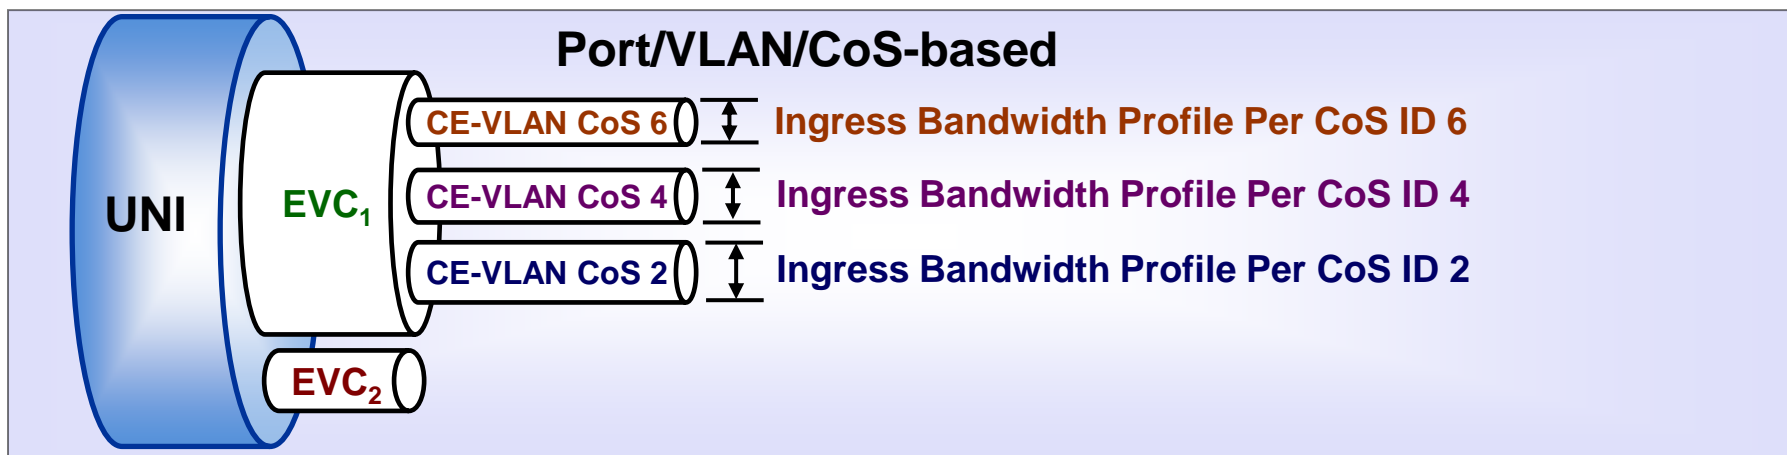 Port/VLAN/CoS-based
CE-VLAN CoS 6 Ingress Bandwidth Profile Per CoS ID 6
UNI EVC1 CE-VLAN CoS 4 Ingress Bandwidth Profile Per CoS ID 4
CE-VLAN CoS 2 Ingress Bandwidth Profile Per CoS ID 2
EVC2